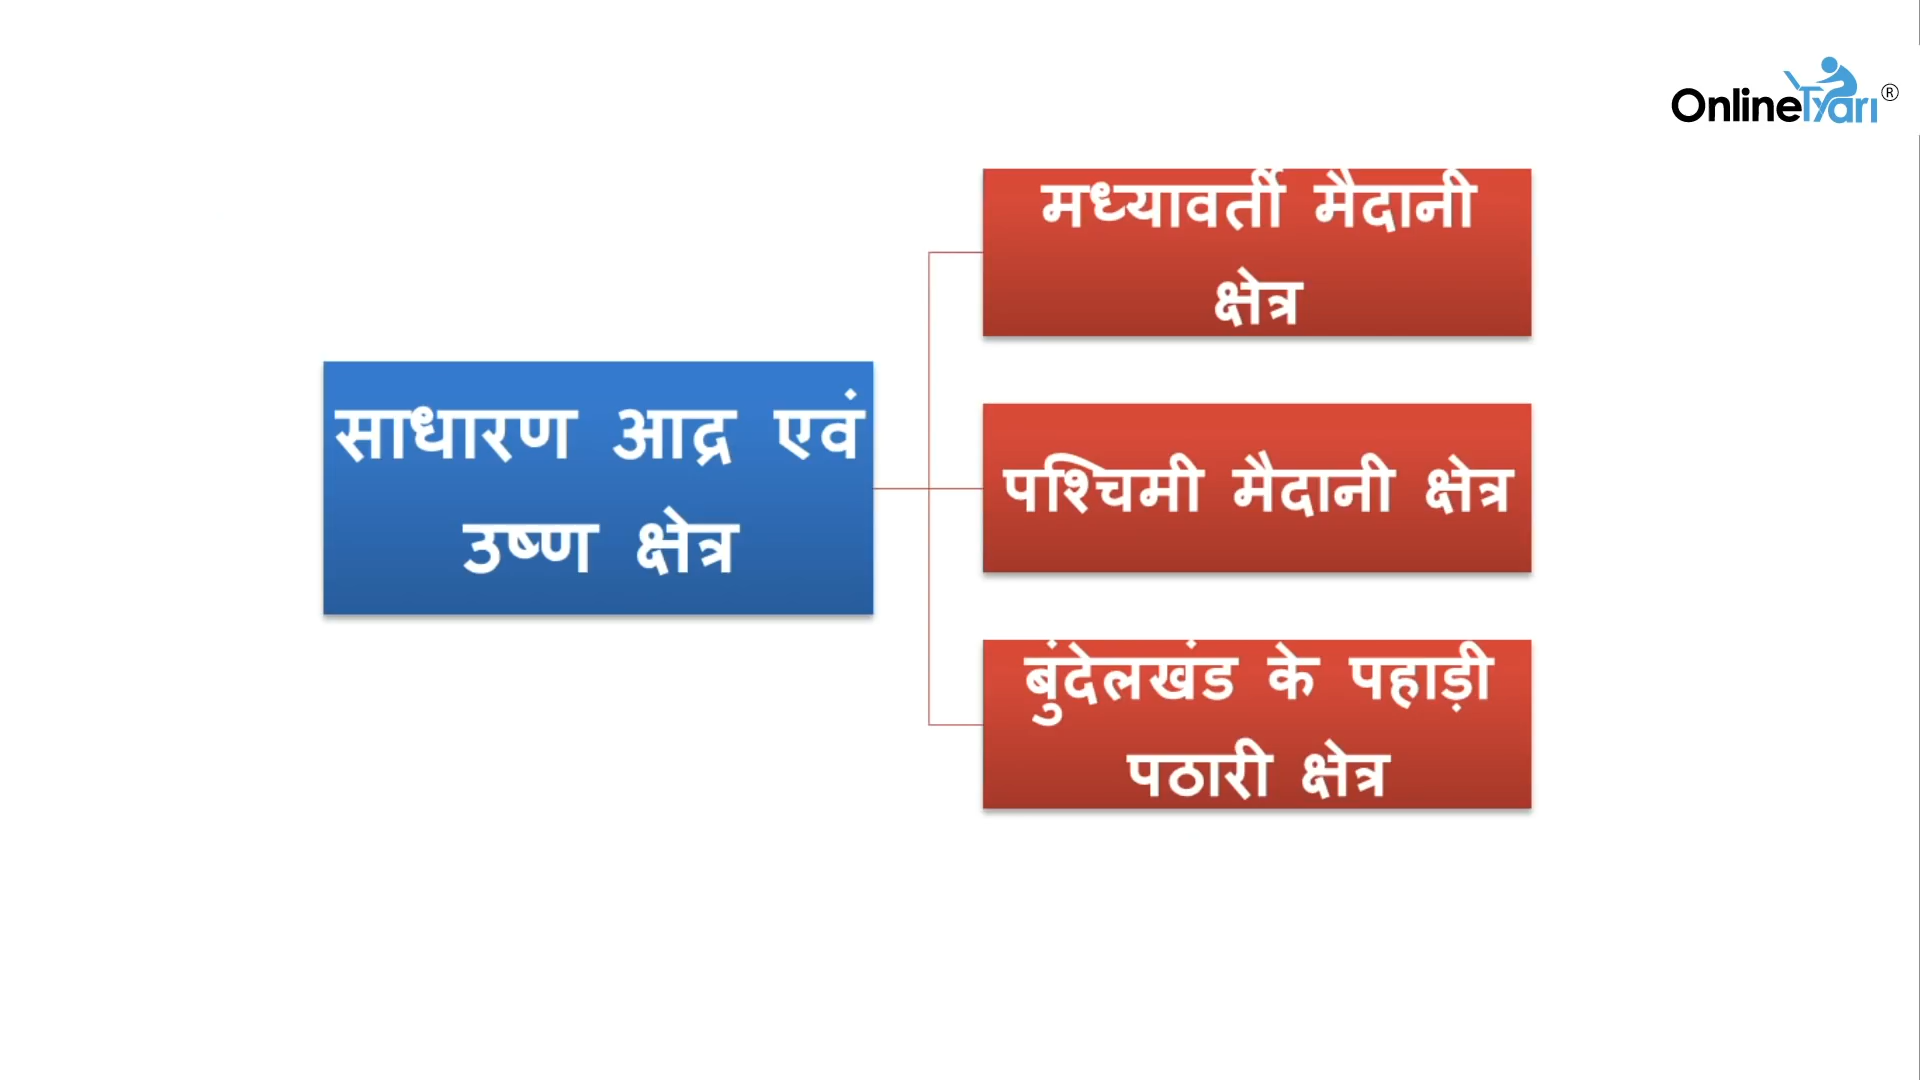 OnlineTyari®
साधारण आद्र एवं
उष्ण क्षेत्र
मध्यावर्ती मैदानी
क्षेत्र
पश्चिमी मैदानी क्षेत्र
बुंदेलखंड के पहाड़ी
पठारी क्षेत्र